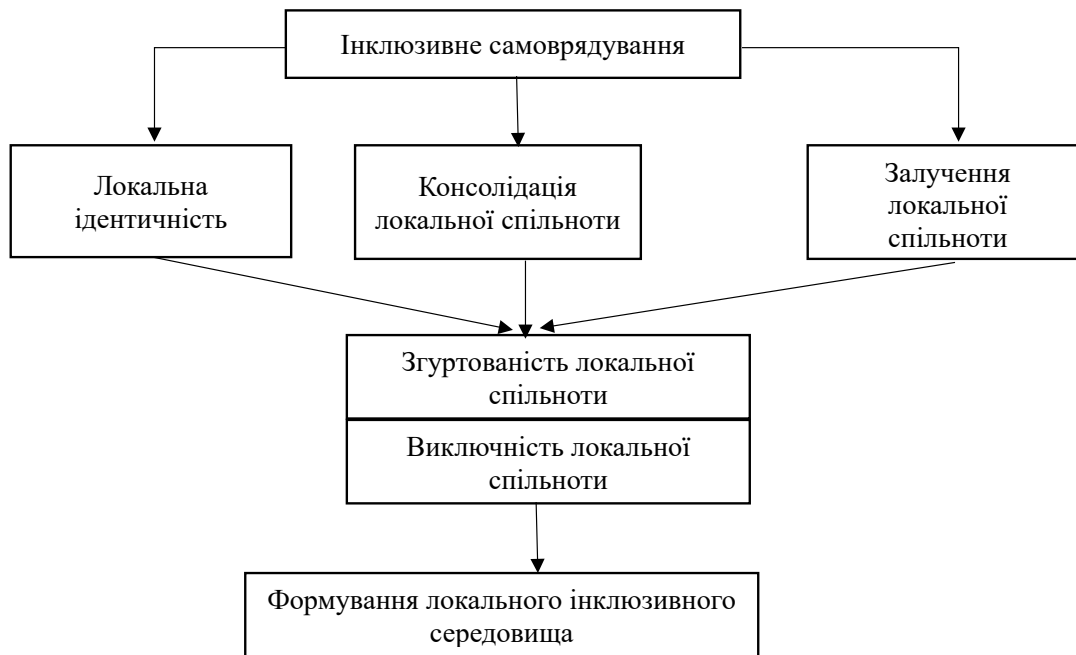 Інклюзивне самоврядування
Локальна
ідентичність
Консолідація
локальної спільноти
Залучення
локальної
спільноти
Згуртованість локальної
спільноти
Виключність локальної
спільноти
Формування локального інклюзивного
середовища